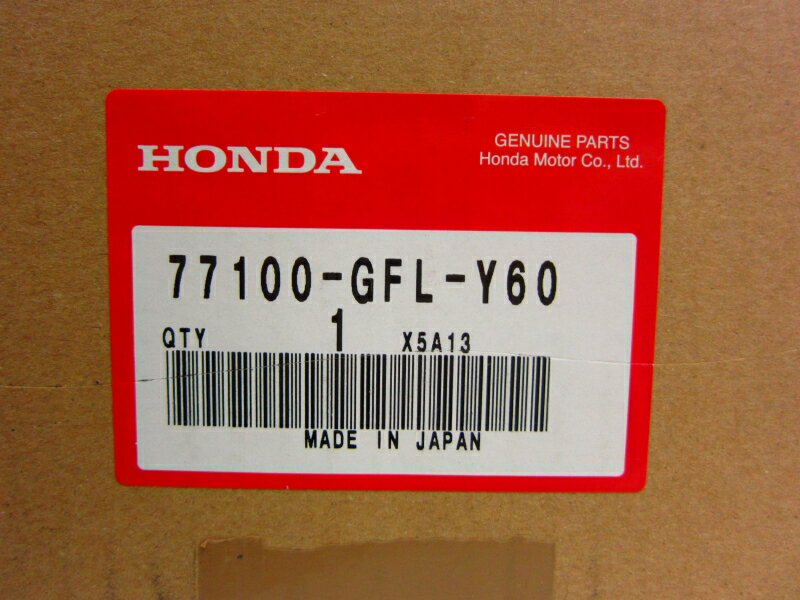 HONDA
GENUINE PARTS
Honda Motor Co., Ltd.
77100-GFL-Y60
QTY 1 X5A13
MADE IN JAPAN